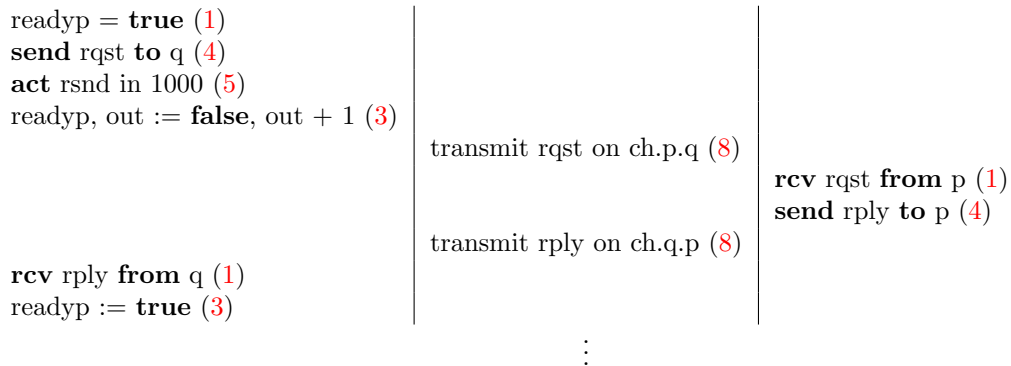 readyp = true (1)
send rqst to q (4)
act rsnd in 1000 (5)
readyp, out := false, out + 1 (3)
transmit rqst on ch.p.q (8)
rcv rqst from p (1)
send rply to p (4)
transmit rply on ch.q.p (8)
rcv rply from q (1)
readyp := true (3)
⋮